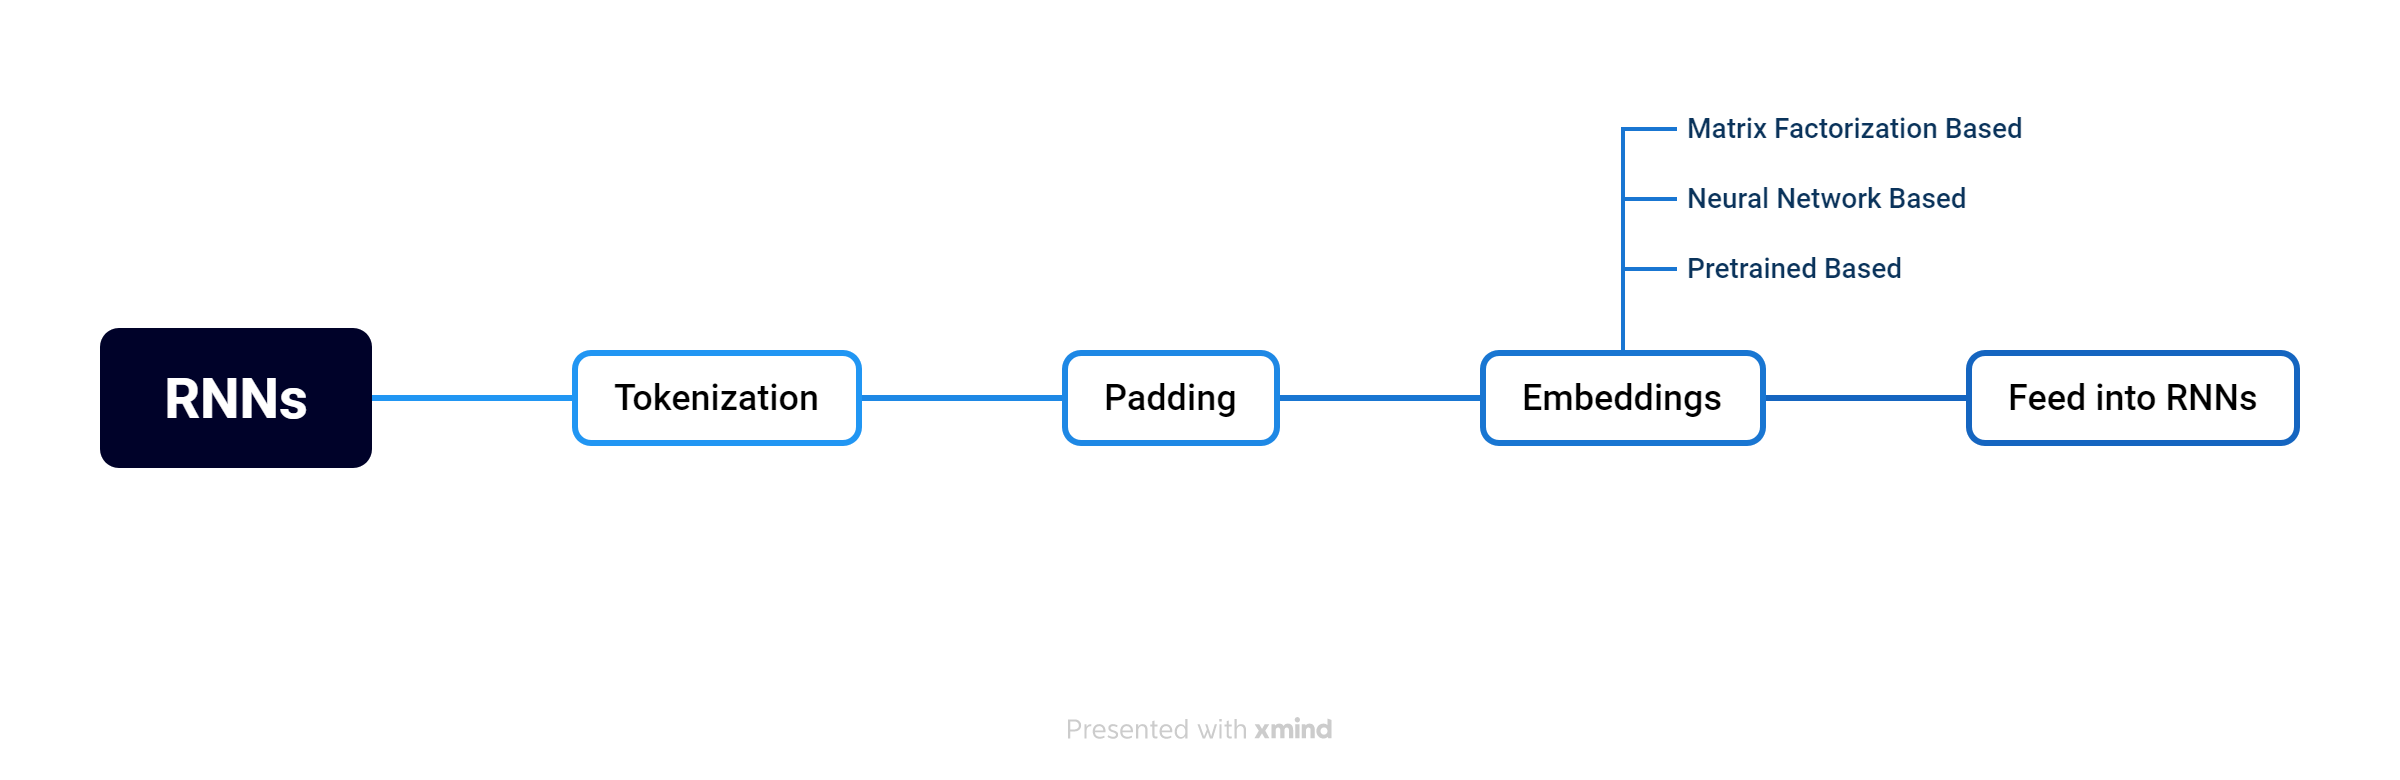 Matrix Factorization Based
Neural Network Based
Pretrained Based
RNNs
Tokenization
Padding
Embeddings
Feed into RNNs
Presented with xmind